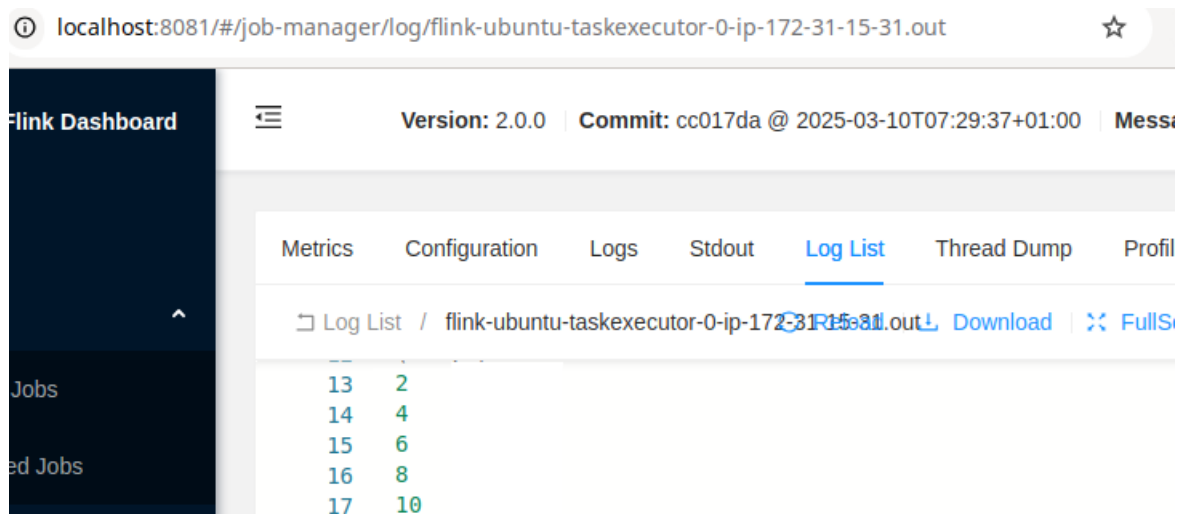 localhost:8081/#/job-manager/log/flink-ubuntu-taskexecutor-0-ip-172-31-15-31.out
Flink Dashboard
Version: 2.0.0 Commit: cc017da @ 2025-03-10T07:29:37+01:00
Metrics Configuration Logs Stdout Log List Thread Dump
Log List / flink-ubuntu-taskexecutor-0-ip-172-31-15-31.out Reload Download
Jobs
13 2
14 4
15 6
16 8
17 10
Jobs